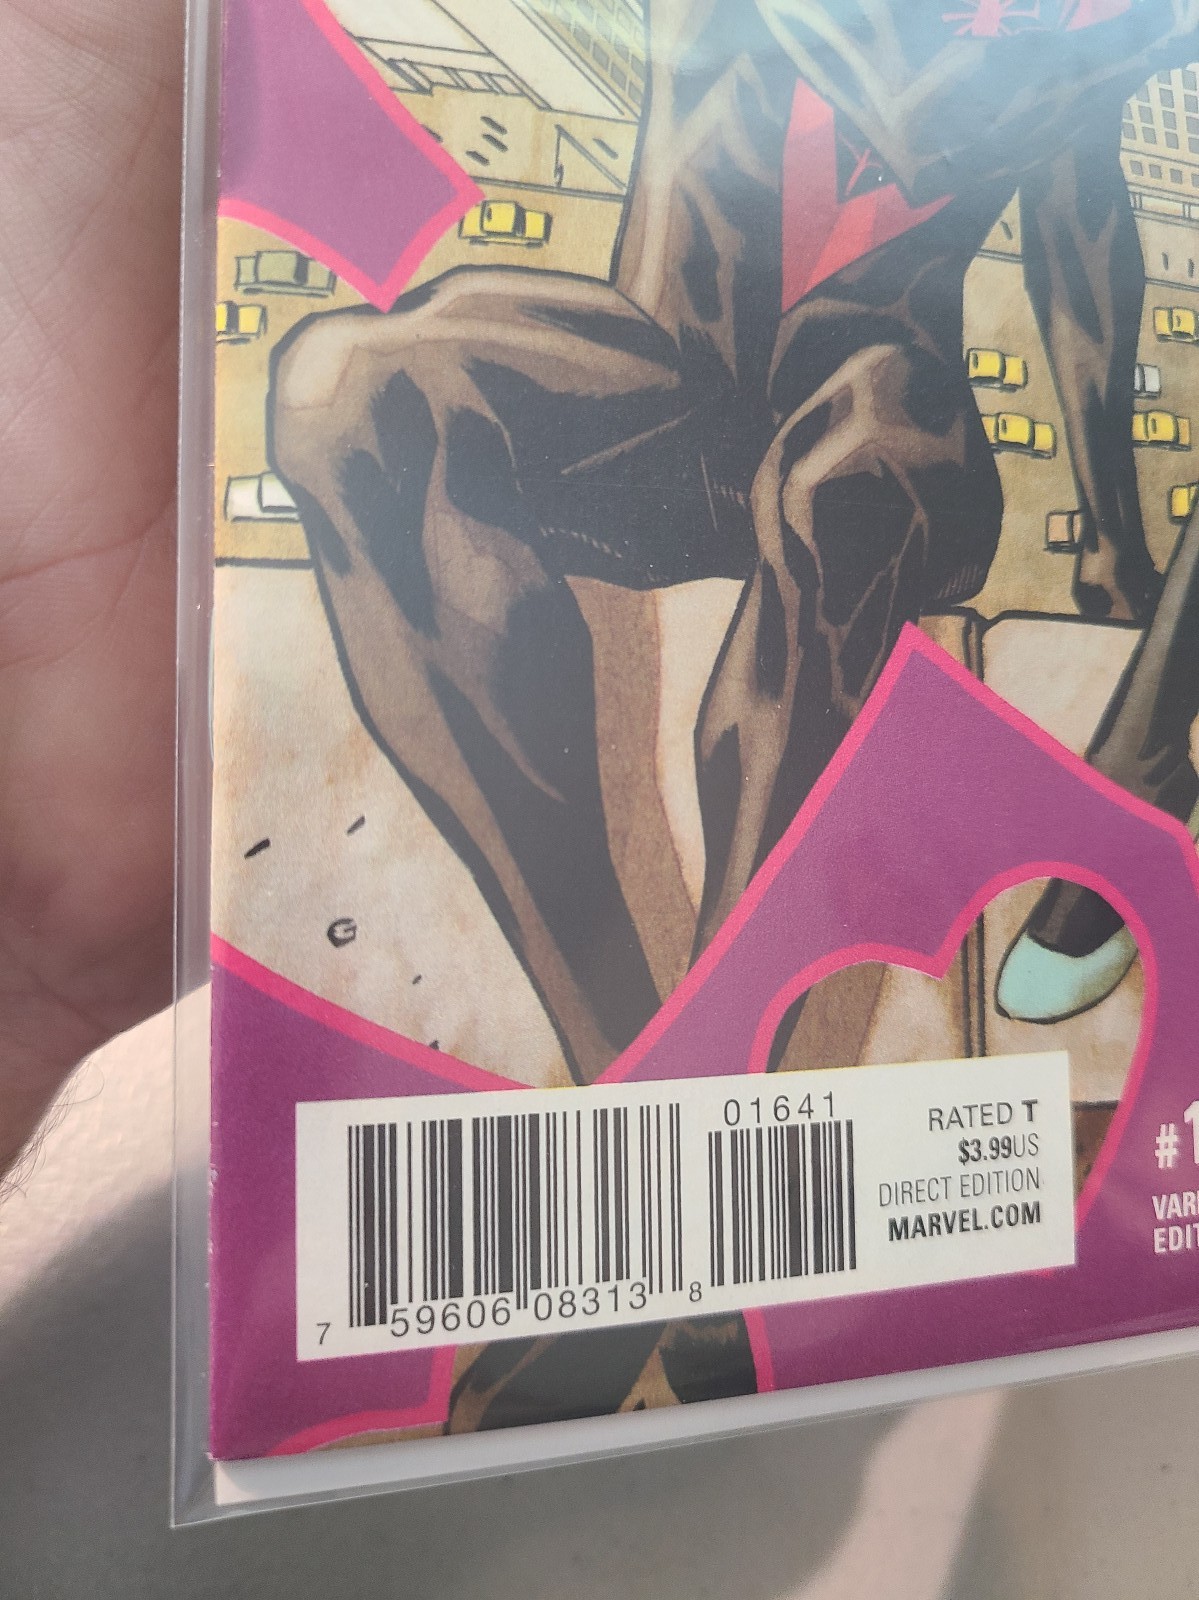 01641
RATED T
$3.99US
DIRECT EDITION
MARVEL.COM
7 59606 08313 8